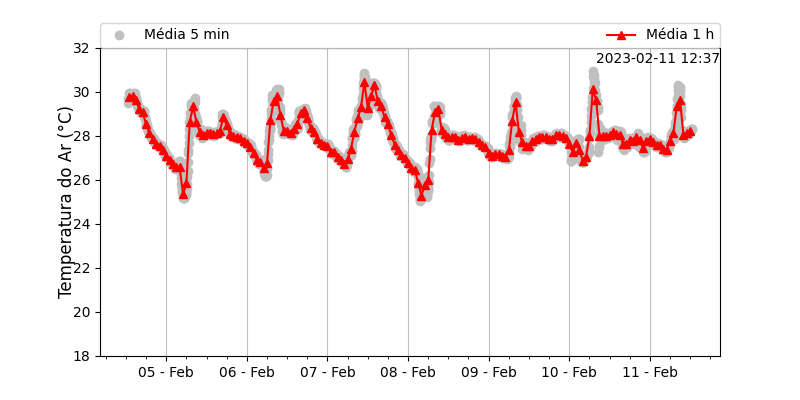 Média 5 min
Média 1 h
2023-02-11 12:37
Temperatura do Ar (°C)
32
30
28
26
24
22
20
18
05 - Feb
06 - Feb
07 - Feb
08 - Feb
09 - Feb
10 - Feb
11 - Feb